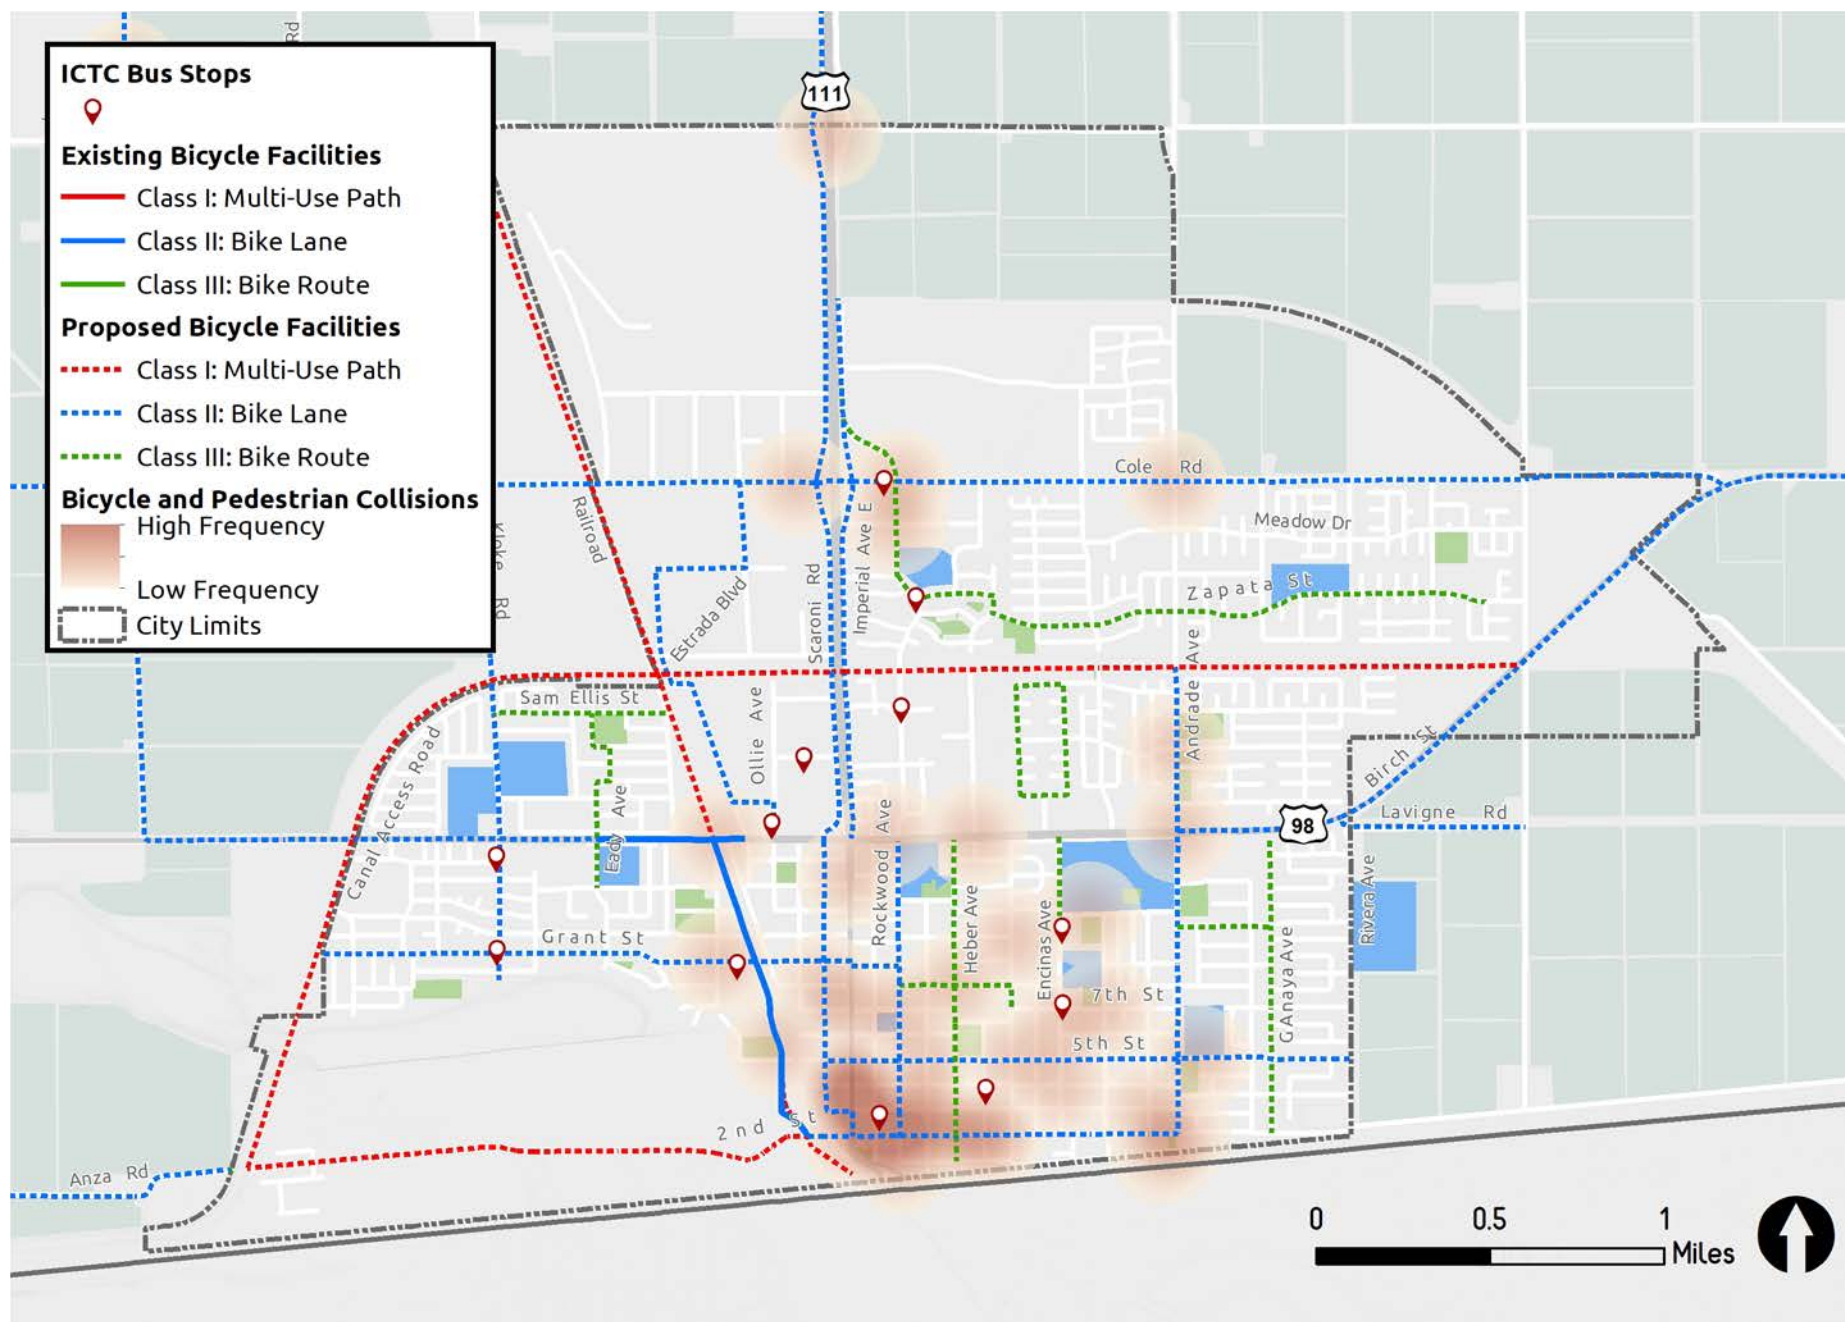 Rd
111
ICTC Bus Stops
Existing Bicycle Facilities
Class I: Multi-Use Path
Class II: Bike Lane
Class III: Bike Route
Proposed Bicycle Facilities
Class I: Multi-Use Path
Class II: Bike Lane
Class III: Bike Route
Bicycle and Pedestrian Collisions
High Frequency
Low Frequency
City Limits
Cole Rd
Meadow Dr
Railroad
Rd
Imperial Ave E
Scaroni Rd
Estrada Blvd
Zapata St
Andrade Ave
Sam Ellis St
Ollie Ave
Canal Access Road
Eady Ave
Rockwood Ave
Birch St
98
Lavigne Rd
Rivera Ave
Grant St
Heber Ave
Encinas Ave
G Anaya Ave
7th St
5th St
2nd St
Anza Rd
0 0.5 1
Miles